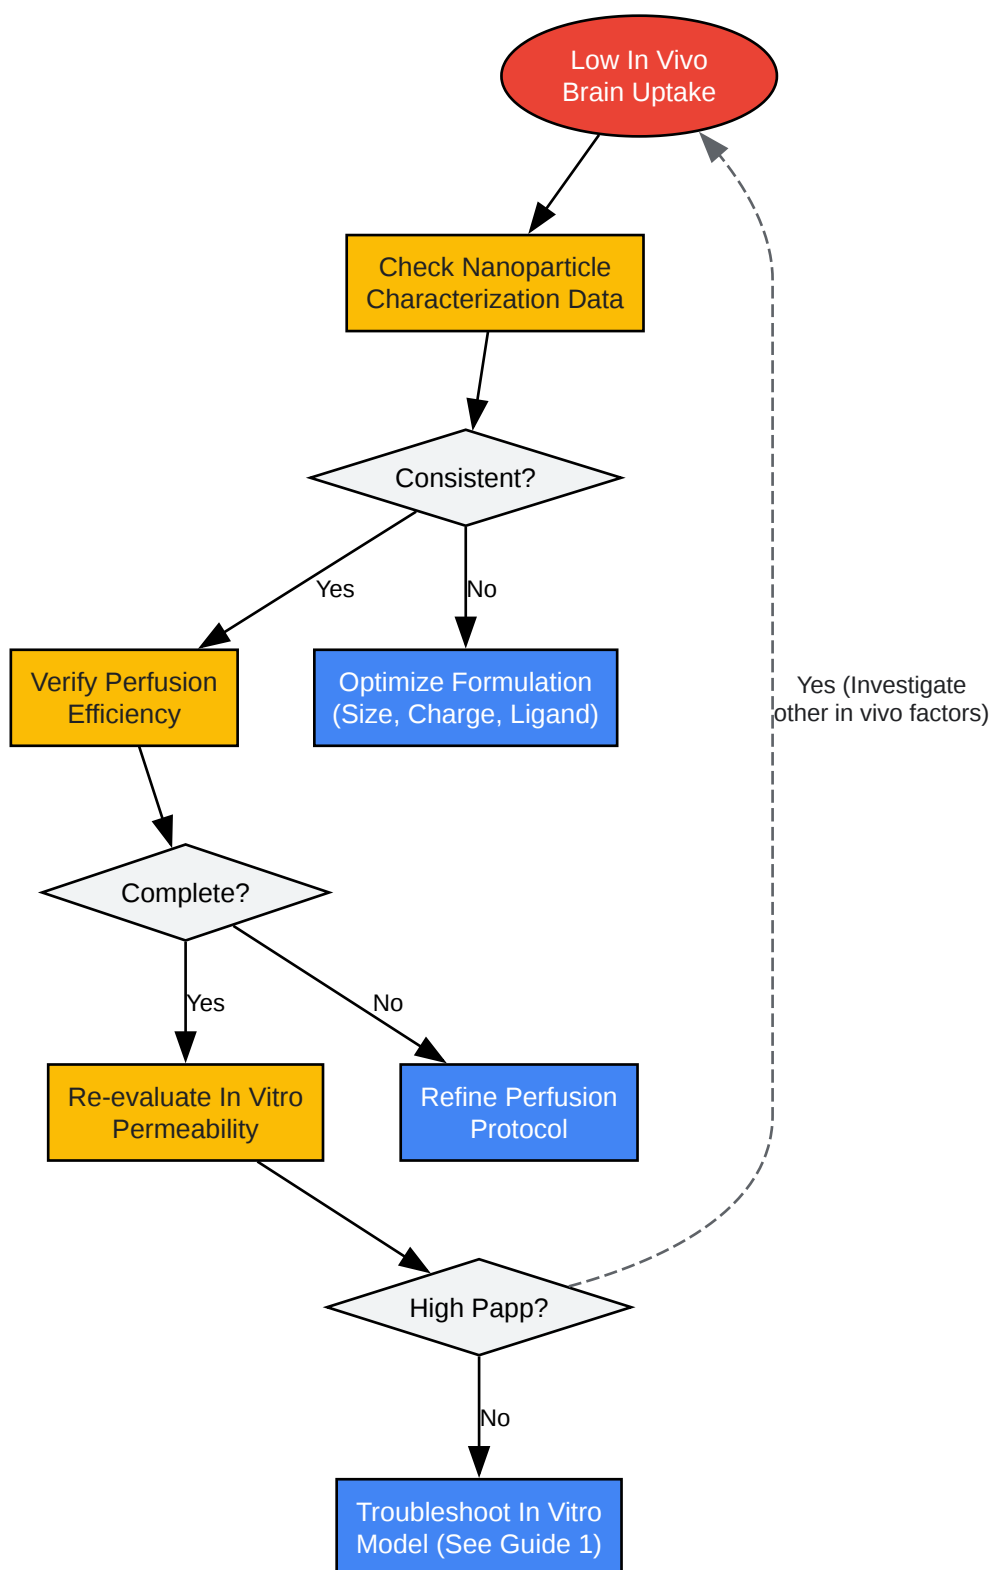 Low In Vivo
Brain Uptake
Check Nanoparticle
Characterization Data
Consistent?
Yes
No
Verify Perfusion
Efficiency
Optimize Formulation
(Size, Charge, Ligand)
Yes (Investigate
other in vivo factors)
Complete?
Yes
No
Re-evaluate In Vitro
Permeability
Refine Perfusion
Protocol
High Papp?
No
Troubleshoot In Vitro
Model (See Guide 1)